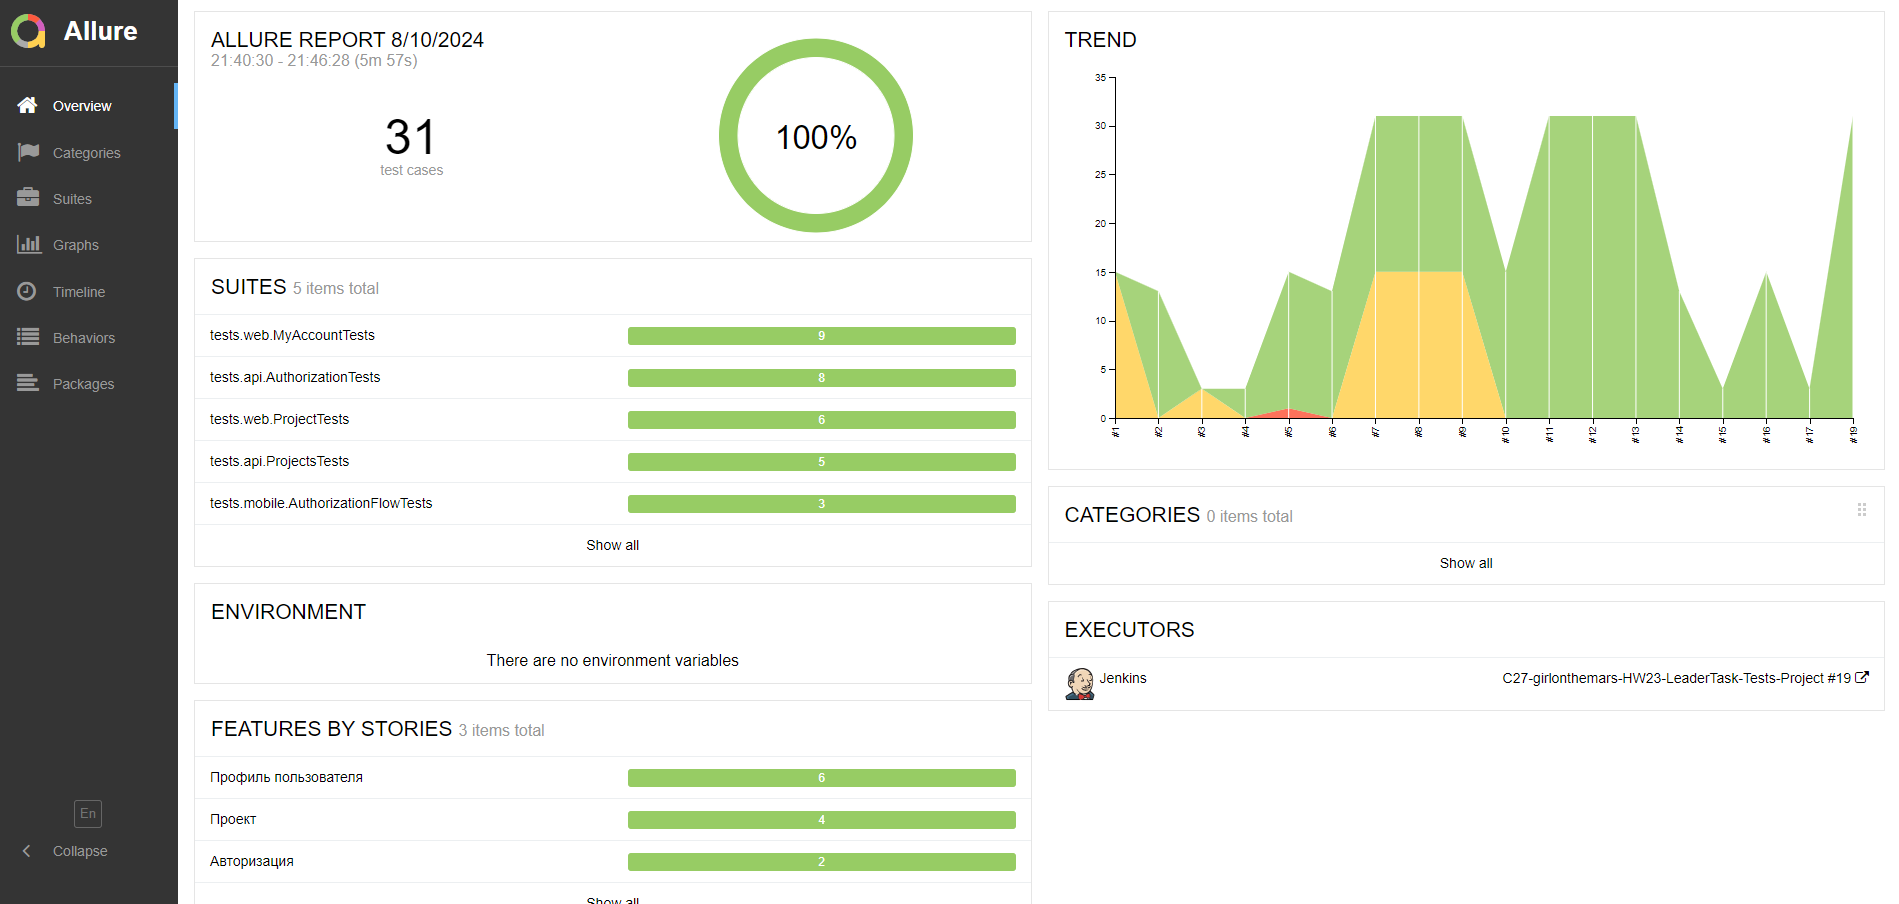 Allure
Overview
Categories
Suites
Graphs
Timeline
Behaviors
Packages
En
Collapse
ALLURE REPORT 8/10/2024
21:40:30 - 21:46:28 (5m 57s)
31
test cases
100%
SUITES 5 items total
tests.web.MyAccountTests 9
tests.api.AuthorizationTests 8
tests.web.ProjectTests 6
tests.api.ProjectsTests 5
tests.mobile.AuthorizationFlowTests 3
Show all
ENVIRONMENT
There are no environment variables
FEATURES BY STORIES 3 items total
Профиль пользователя 6
Проект 4
Авторизация 2
Show all
TREND
35
30
25
20
15
10
5
0
#1 #2 #3 #4 #5 #6 #7 #8 #9 #10 #11 #12 #13 #14 #15 #16 #17 #19
CATEGORIES 0 items total
Show all
EXECUTORS
Jenkins C27-girlonthemars-HW23-LeaderTask-Tests-Project #19